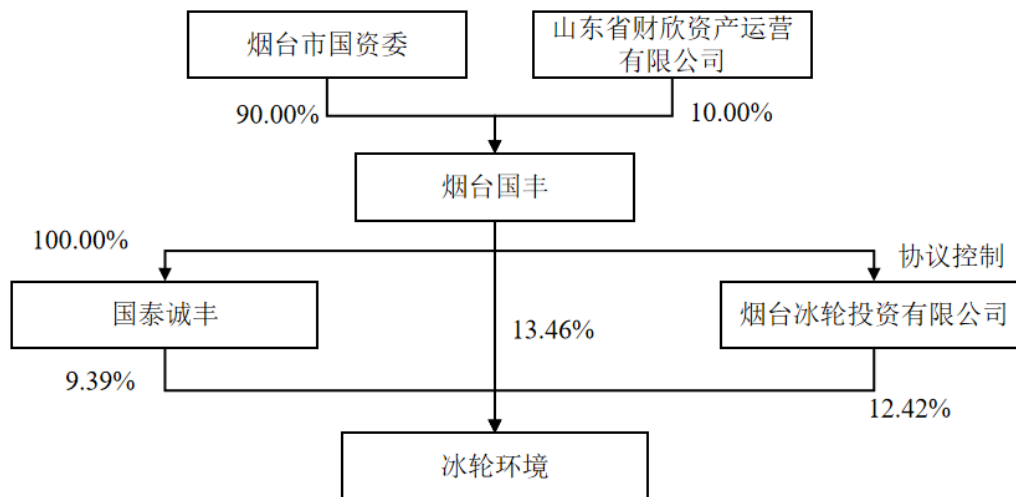 烟台市国资委
山东省财欣资产运营
有限公司
90.00%
10.00%
烟台国丰
100.00%
协议控制
国泰诚丰
13.46%
烟台冰轮投资有限公司
9.39%
12.42%
冰轮环境